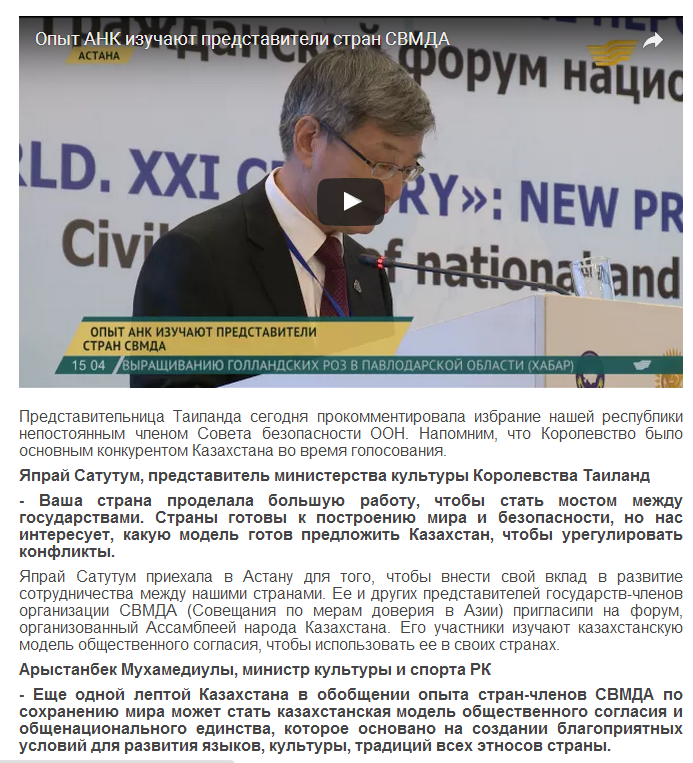 Опыт АНК изучают представители стран СВМДА
АСТАНА
Гражданский форум нацио
RLD. XXI CENTURY»: NEW PR
Civil of national and
ОПЫТ АНК ИЗУЧАЮТ ПРЕДСТАВИТЕЛИ
СТРАН СВМДА
15 04 ВЫРАЩИВАНИЮ ГОЛЛАНДСКИХ РОЗ В ПАВЛОДАРСКОЙ ОБЛАСТИ (ХАБАР)
Представительница Таиланда сегодня прокомментировала избрание нашей республики
непостоянным членом Совета безопасности ООН. Напомним, что Королевство было
основным конкурентом Казахстана во время голосования.
Япрай Сатутум, представитель министерства культуры Королевства Таиланд
- Ваша страна проделала большую работу, чтобы стать мостом между
государствами. Страны готовы к построению мира и безопасности, но нас
интересует, какую модель готов предложить Казахстан, чтобы урегулировать
конфликты.
Япрай Сатутум приехала в Астану для того, чтобы внести свой вклад в развитие
сотрудничества между нашими странами. Ее и других представителей государств-членов
организации СВМДА (Совещания по мерам доверия в Азии) пригласили на форум,
организованный Ассамблеей народа Казахстана. Его участники изучают казахстанскую
модель общественного согласия, чтобы использовать ее в своих странах.
Арыстанбек Мухамедиулы, министр культуры и спорта РК
- Еще одной лептой Казахстана в обобщении опыта стран-членов СВМДА по
сохранению мира может стать казахстанская модель общественного согласия и
общенационального единства, которое основано на создании благоприятных
условий для развития языков, культуры, традиций всех этносов страны.